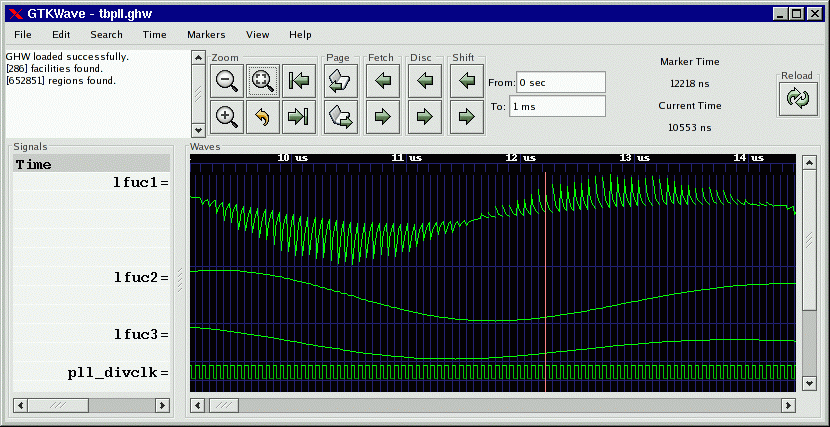 GTKWave - tbpll.ghw
File Edit Search Time Markers View Help
GHW loaded successfully.
[286] facilities found.
[652851] regions found.
Zoom
Page
Fetch
Disc
Shift
From: 0 sec
To: 1 ms
Marker Time
12218 ns
Current Time
10553 ns
Reload
Signals
Time
lfuc1=
lfuc2=
lfuc3=
pll_divclk=
Waves
10 us 11 us 12 us 13 us 14 us